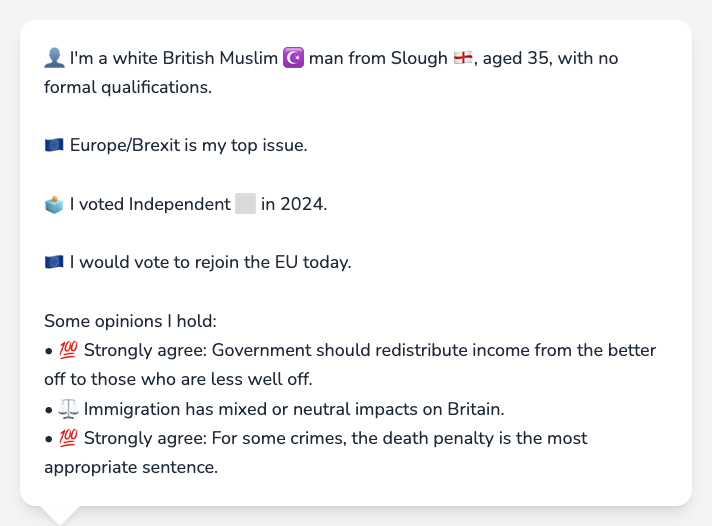 👤 I'm a white British Muslim ☪️ man from Slough 🏴󠁧󠁢󠁥󠁮󠁧󠁿, aged 35, with no
formal qualifications.
🇪🇺 Europe/Brexit is my top issue.
🗳️ I voted Independent ⬜ in 2024.
🇪🇺 I would vote to rejoin the EU today.
Some opinions I hold:
• 💯 Strongly agree: Government should redistribute income from the better
off to those who are less well off.
• ⚖️ Immigration has mixed or neutral impacts on Britain.
• 💯 Strongly agree: For some crimes, the death penalty is the most
appropriate sentence.